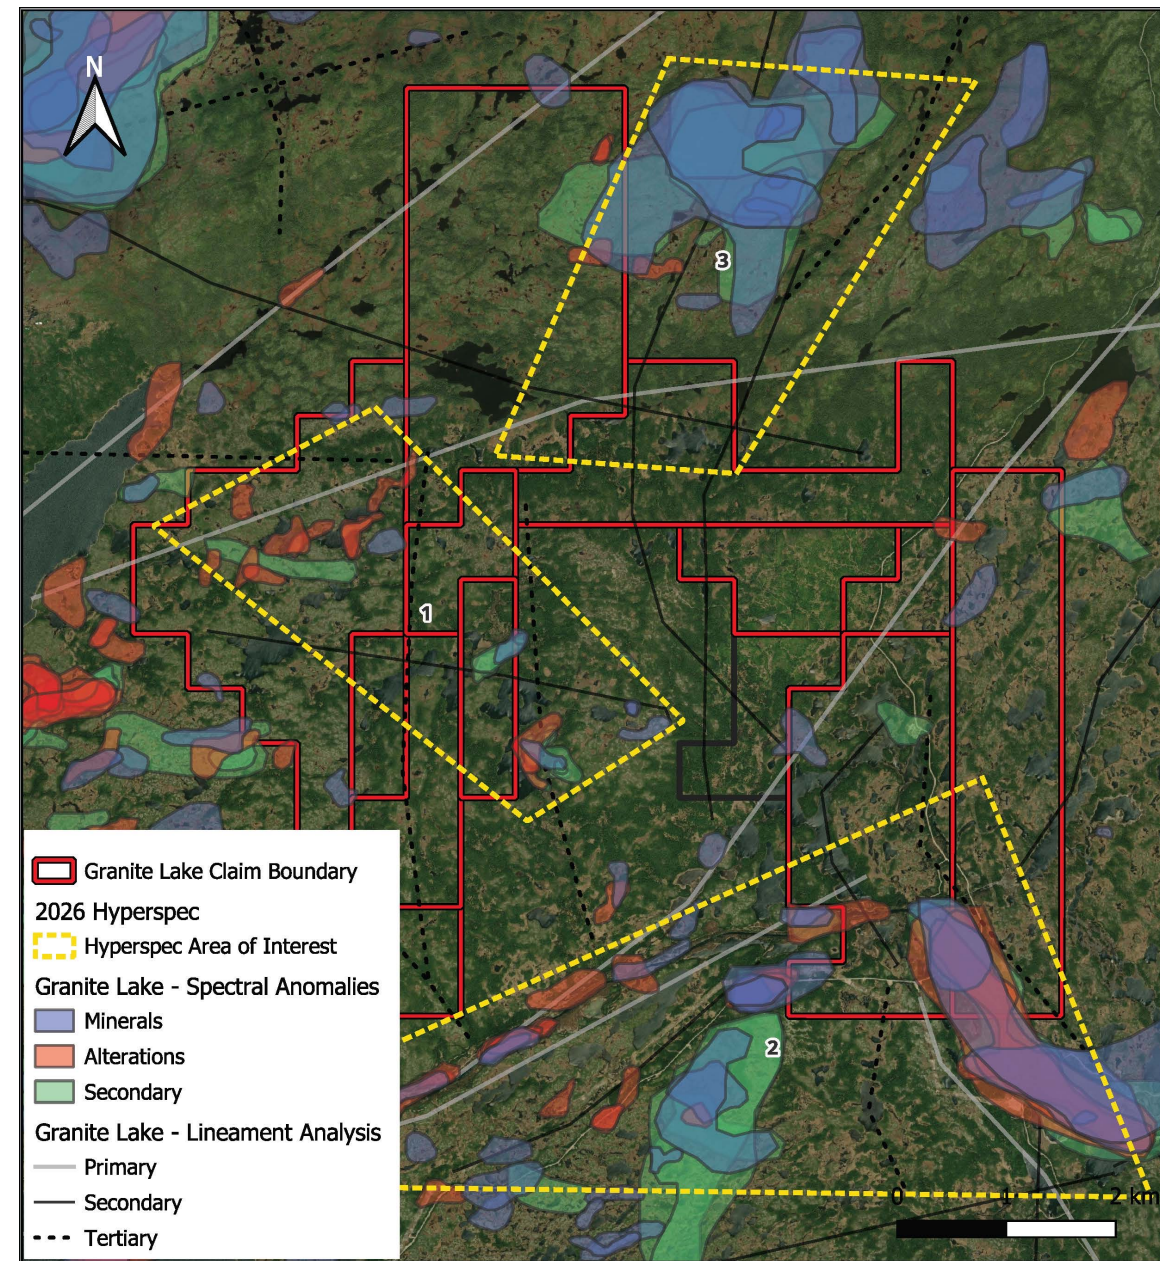 N
3
1
2
Granite Lake Claim Boundary
2026 Hyperspec
Hyperspec Area of Interest
Granite Lake - Spectral Anomalies
Minerals
Alterations
Secondary
Granite Lake - Lineament Analysis
Primary
Secondary
Tertiary
0 1 2 km